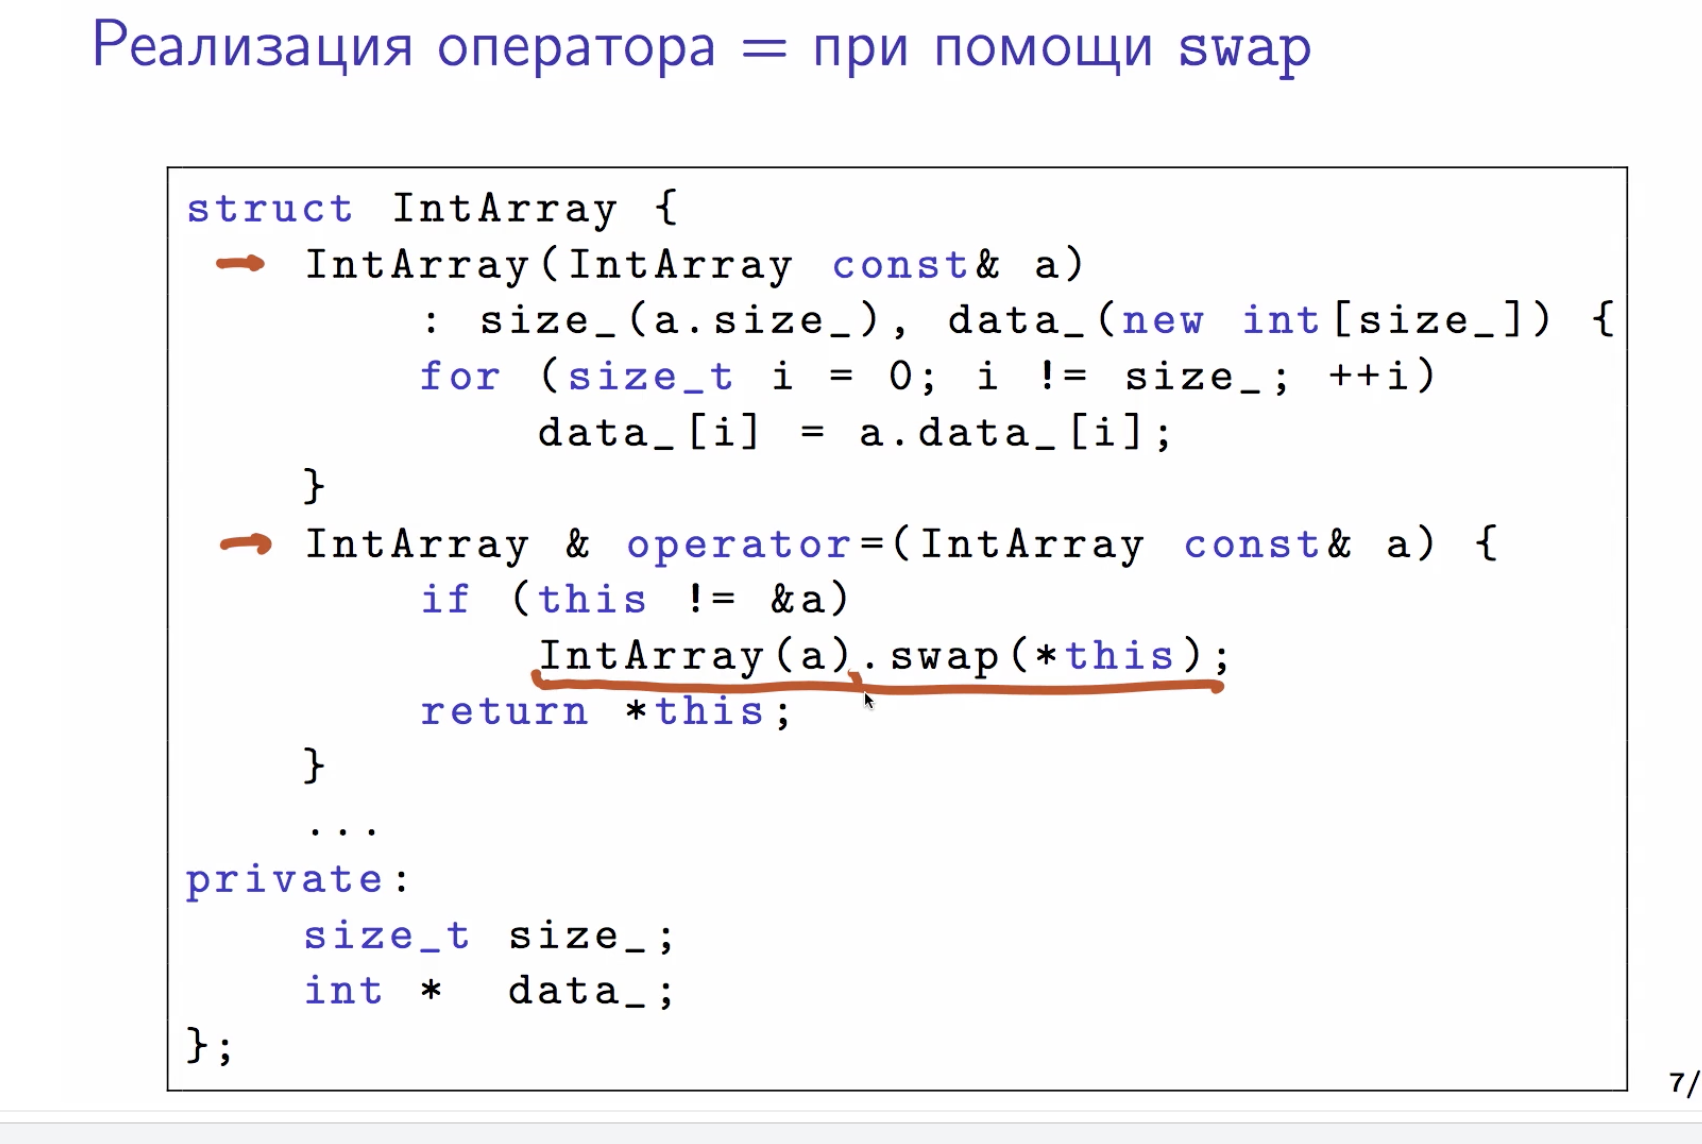 Реализация оператора = при помощи swap
struct IntArray {
    IntArray(IntArray const& a)
        : size_(a.size_), data_(new int[size_]) {
        for (size_t i = 0; i != size_; ++i)
            data_[i] = a.data_[i];
    }
    IntArray & operator=(IntArray const& a) {
        if (this != &a)
            IntArray(a).swap(*this);
        return *this;
    }
    ...
private:
    size_t size_;
    int *  data_;
};
7/